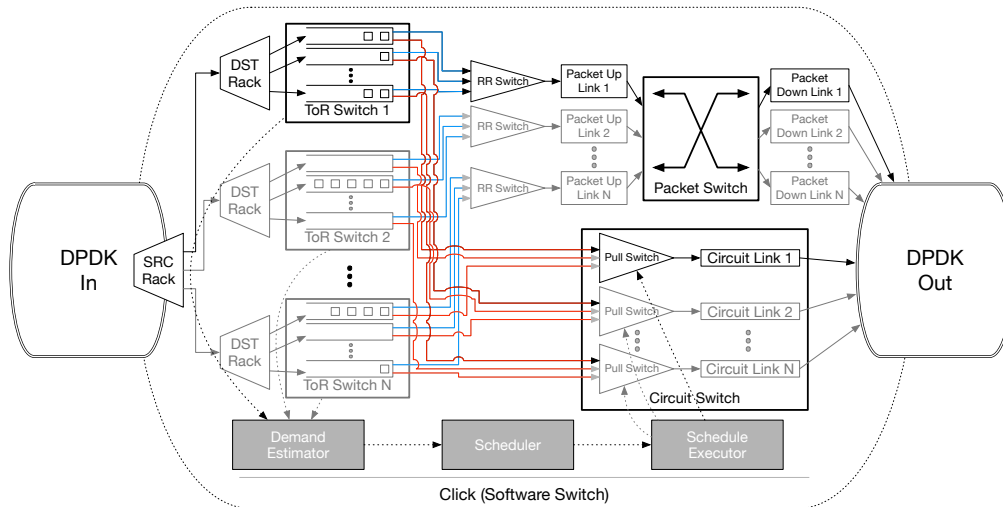 DST
Rack
ToR Switch 1
RR Switch
Packet Up
Link 1
Packet
Down Link 1
RR Switch
Packet Up
Link 2
Packet
Down Link 2
DST
Rack
ToR Switch 2
RR Switch
Packet Up
Link N
Packet Switch
Packet
Down Link N
DPDK
In
SRC
Rack
DPDK
Out
Pull Switch
Circuit Link 1
Pull Switch
Circuit Link 2
DST
Rack
ToR Switch N
Pull Switch
Circuit Link N
Circuit Switch
Demand
Estimator
Scheduler
Schedule
Executor
Click (Software Switch)